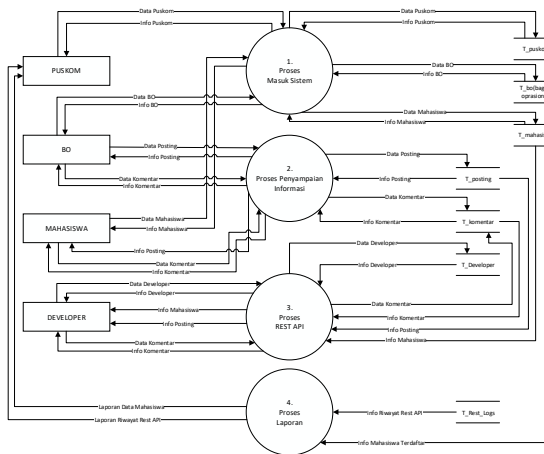 Data Puskom
Info Puskom
Data Puskom
Info Puskom
PUSKOM
1.
Proses
Masuk Sistem
T_pusko
Data BO
Info BO
T_bo(bag
oprasion
Data BO
Info BO
Data Mahasiswa
Info Mahasiswa
T_mahasi
BO
Data Posting
Info Posting
Data Komentar
Info Komentar
2.
Proses Penyampaian
Informasi
Data Posting
Info Posting
T_posting
Data Komentar
Info Komentar
T_komentar
MAHASISWA
Data Mahasiswa
Info Mahasiswa
Info Posting
Data Komentar
Info Komentar
Data Developer
Info Developer
T_Developer
DEVELOPER
Data Developer
Info Developer
Info Mahasiswa
Info Posting
Data Komentar
Info Komentar
3.
Proses
REST API
Data Komentar
Info Komentar
Info Posting
Info Mahasiswa
4.
Proses
Laporan
Laporan Data Mahasiswa
Laporan Riwayat Rest API
Info Riwayat Rest API
T_Rest_Logs
Info Mahasiswa Terdaftar